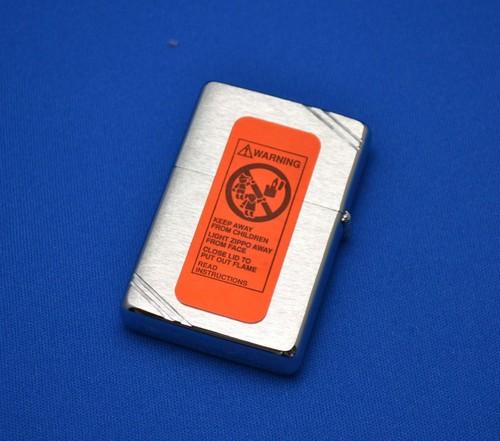 WARNING
KEEP AWAY
FROM CHILDREN
LIGHT ZIPPO AWAY
FROM FACE
CLOSE LID TO
PUT OUT FLAME
READ
INSTRUCTIONS